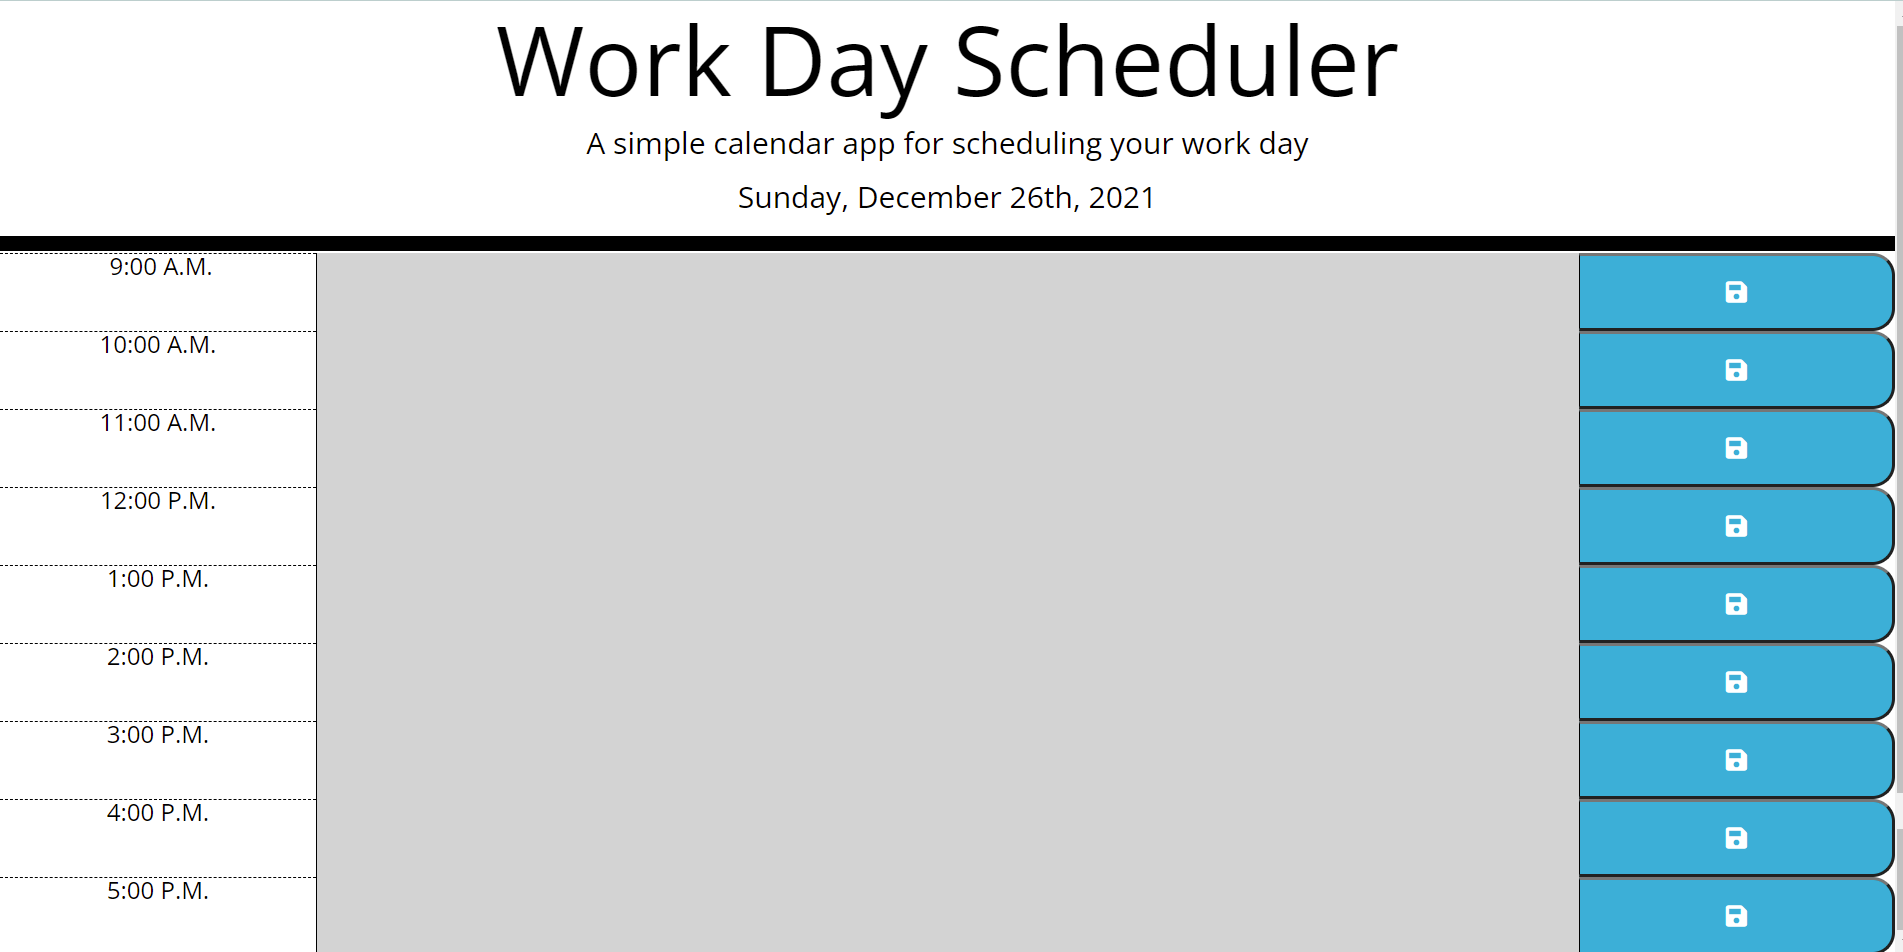 Work Day Scheduler
A simple calendar app for scheduling your work day
Sunday, December 26th, 2021
9:00 A.M.
10:00 A.M.
11:00 A.M.
12:00 P.M.
1:00 P.M.
2:00 P.M.
3:00 P.M.
4:00 P.M.
5:00 P.M.